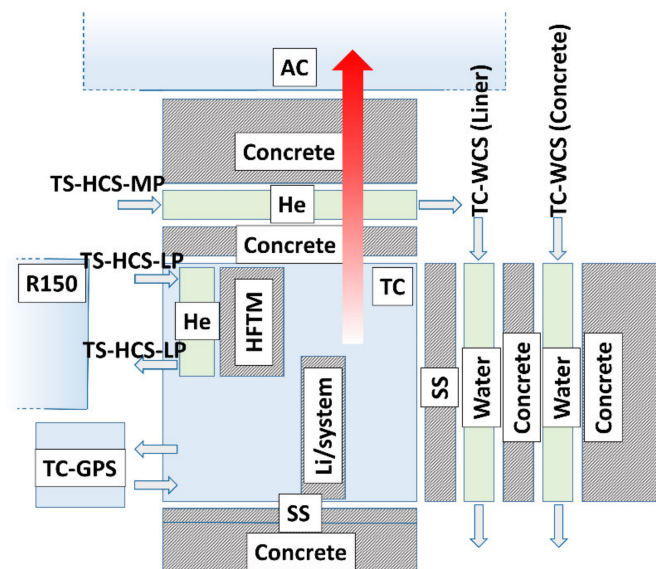 AC
Concrete
TS-HCS-MP
He
Concrete
TC-WCS (Liner)
TC-WCS (Concrete)
TS-HCS-LP
R150
He
HFTM
TC
TS-HCS-LP
SS
Water
Concrete
Water
Concrete
Li/system
TC-GPS
SS
Concrete